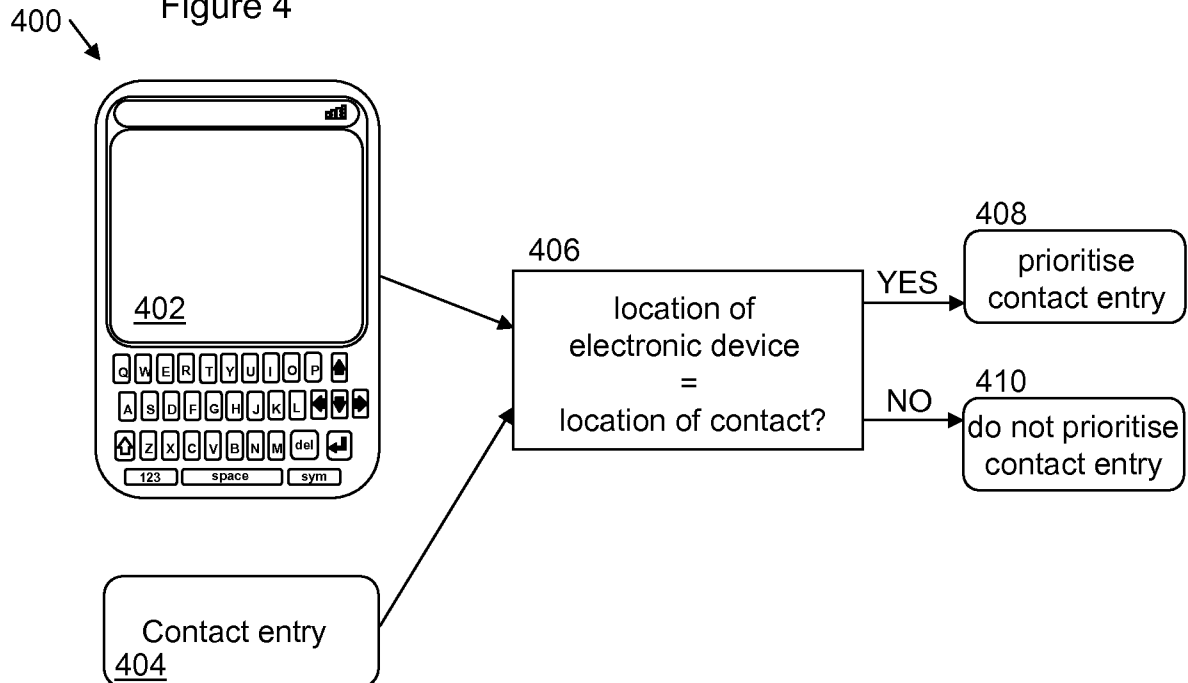 Figure 4
400
402
Q W E R T Y U I O P
A S D F G H J K L
Z X C V B N M del
123 space sym
Contact entry
404
406
location of
electronic device
=
location of contact?
YES
NO
408
prioritise
contact entry
410
do not prioritise
contact entry